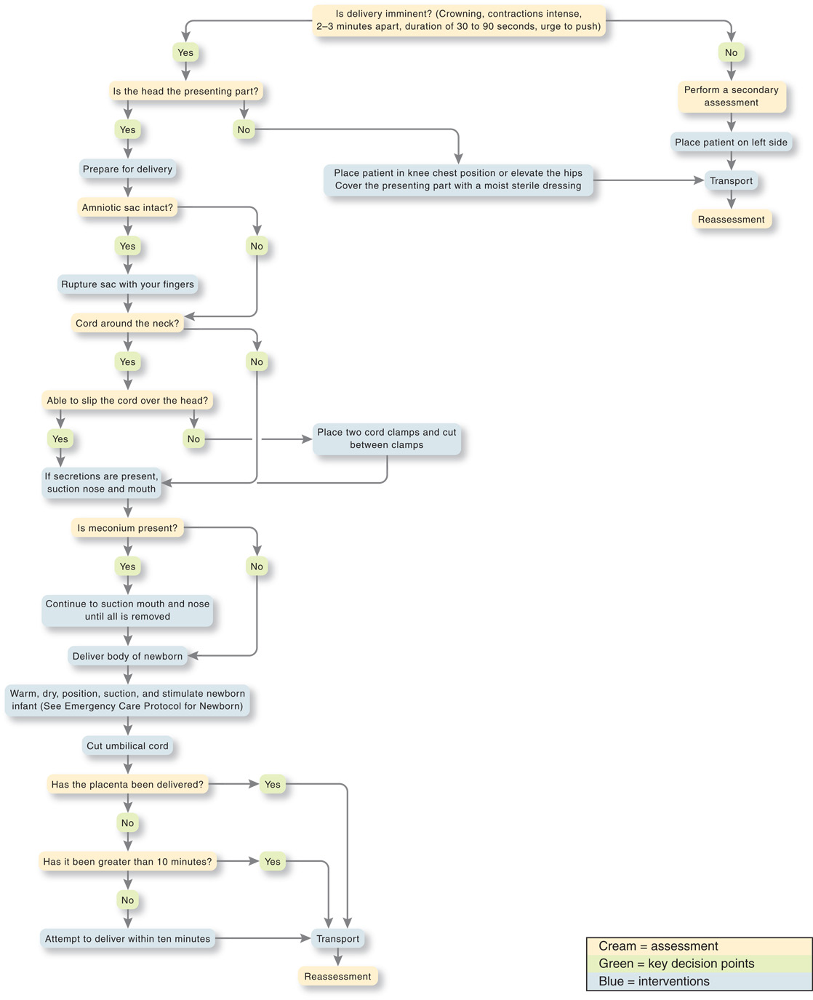 Is delivery imminent? (Crowning, contractions intense,
2–3 minutes apart, duration of 30 to 90 seconds, urge to push)
Yes
No
Is the head the presenting part?
Perform a secondary
assessment
Yes
No
Place patient on left side
Prepare for delivery
Place patient in knee chest position or elevate the hips
Cover the presenting part with a moist sterile dressing
Transport
Amniotic sac intact?
Reassessment
Yes
No
Rupture sac with your fingers
Cord around the neck?
Yes
No
Able to slip the cord over the head?
Yes
No
Place two cord clamps and cut
between clamps
If secretions are present,
suction nose and mouth
Is meconium present?
Yes
No
Continue to suction mouth and nose
until all is removed
Deliver body of newborn
Warm, dry, position, suction, and stimulate newborn
infant (See Emergency Care Protocol for Newborn)
Cut umbilical cord
Has the placenta been delivered?
Yes
No
Has it been greater than 10 minutes?
Yes
No
Attempt to deliver within ten minutes
Transport
Reassessment
Cream = assessment
Green = key decision points
Blue = interventions